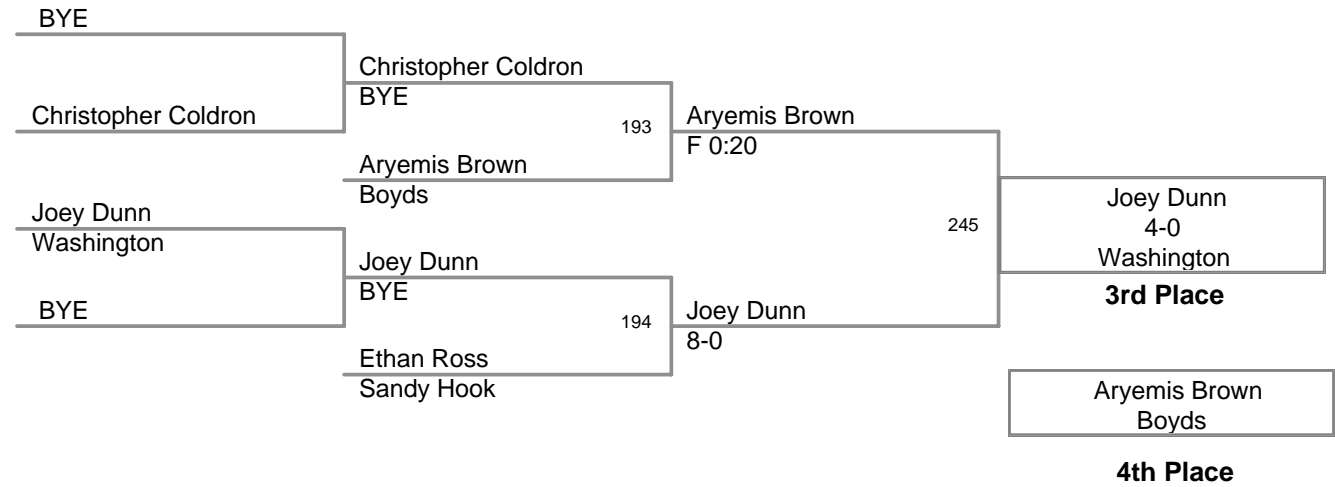 BYE
Christopher Coldron
Joey Dunn
Washington
BYE
Christopher Coldron
BYE
193
Aryemis Brown
Boyds
Joey Dunn
BYE
194
Ethan Ross
Sandy Hook
Aryemis Brown
F 0:20
245
Joey Dunn
8-0
Joey Dunn
4-0
Washington
3rd Place
Aryemis Brown
Boyds
4th Place